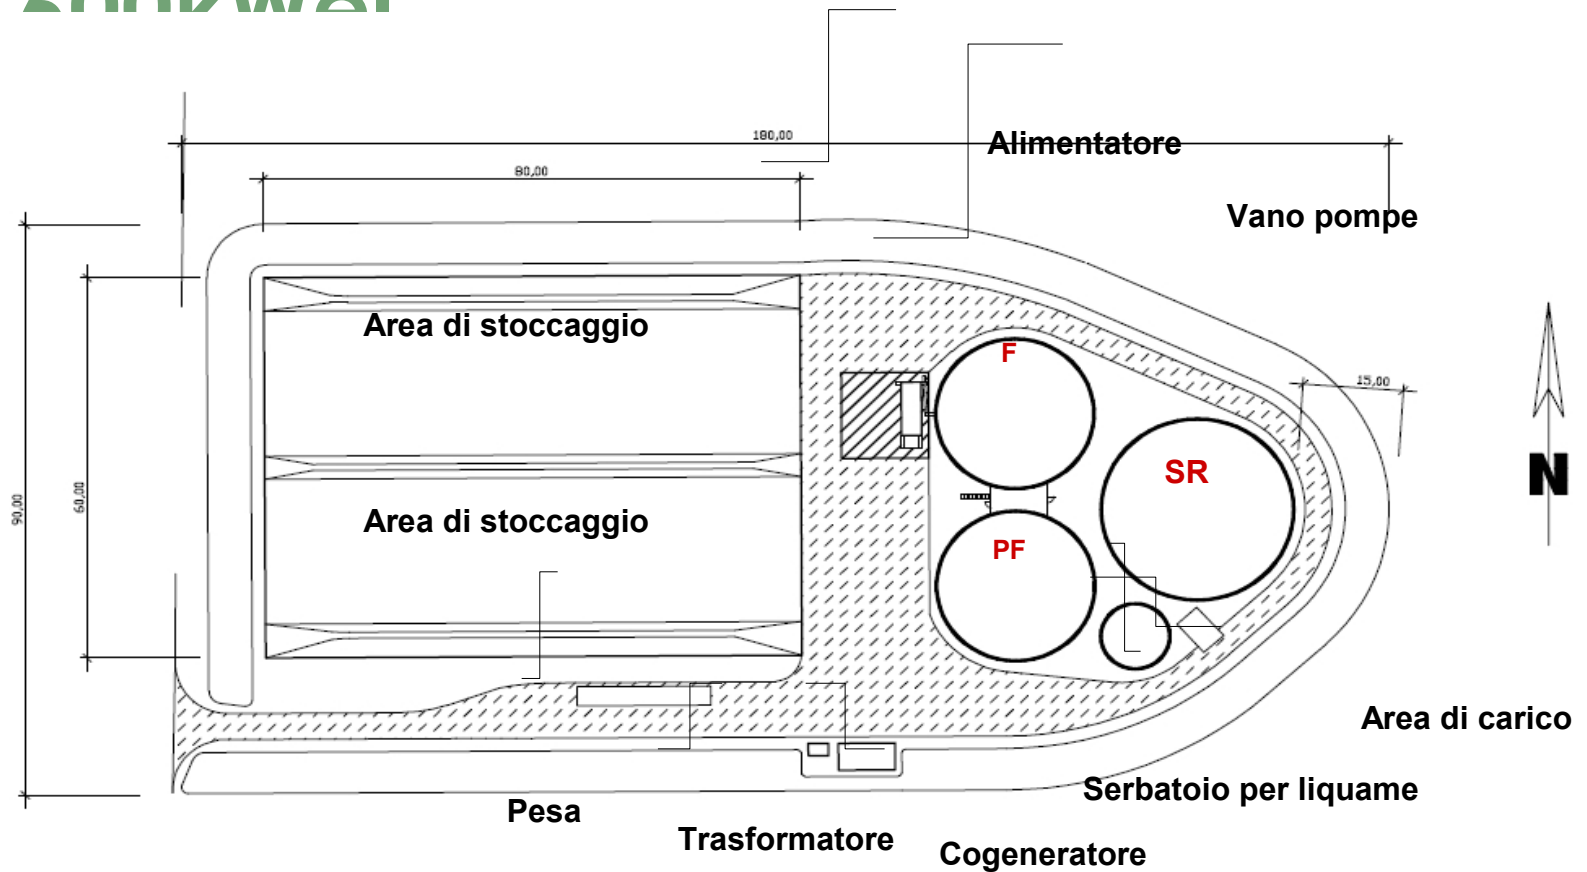 180,00
Alimentatore
80,00
Vano pompe
Area di stoccaggio
F
15,00
SR
N
90,00
60,00
Area di stoccaggio
PF
Area di carico
Serbatoio per liquame
Pesa
Trasformatore
Cogeneratore